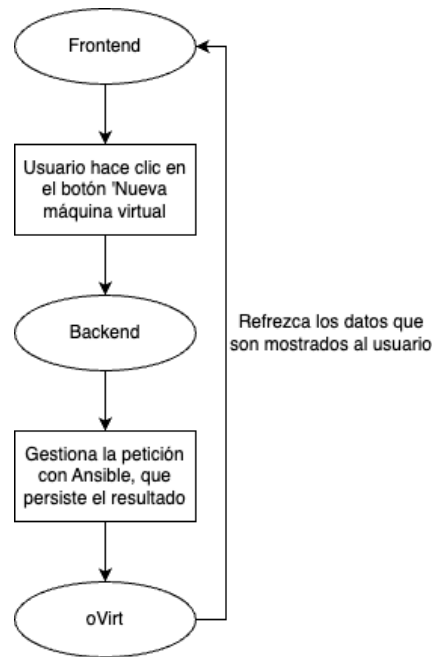 Frontend
Usuario hace clic en
el botón 'Nueva
máquina virtual
Backend
Refrezca los datos que
son mostrados al usuario
Gestiona la petición
con Ansible, que
persiste el resultado
oVirt